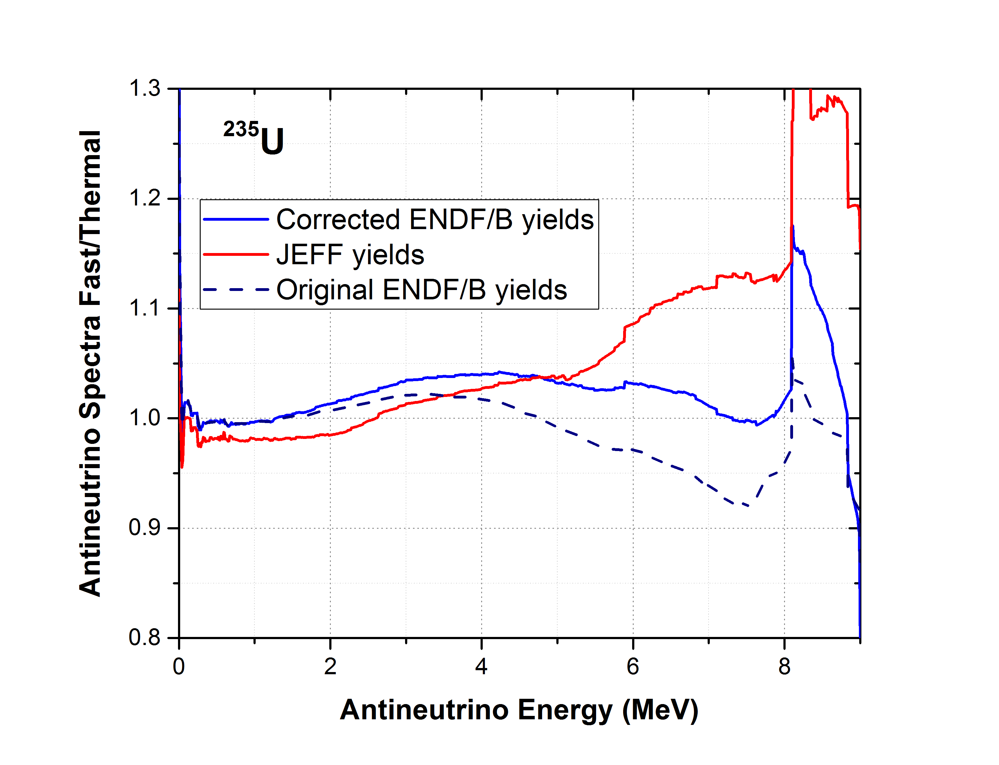 1.3
1.2
1.1
1.0
0.9
0.8
Antineutrino Spectra Fast/Thermal
235U
Corrected ENDF/B yields
JEFF yields
Original ENDF/B yields
0 2 4 6 8
Antineutrino Energy (MeV)